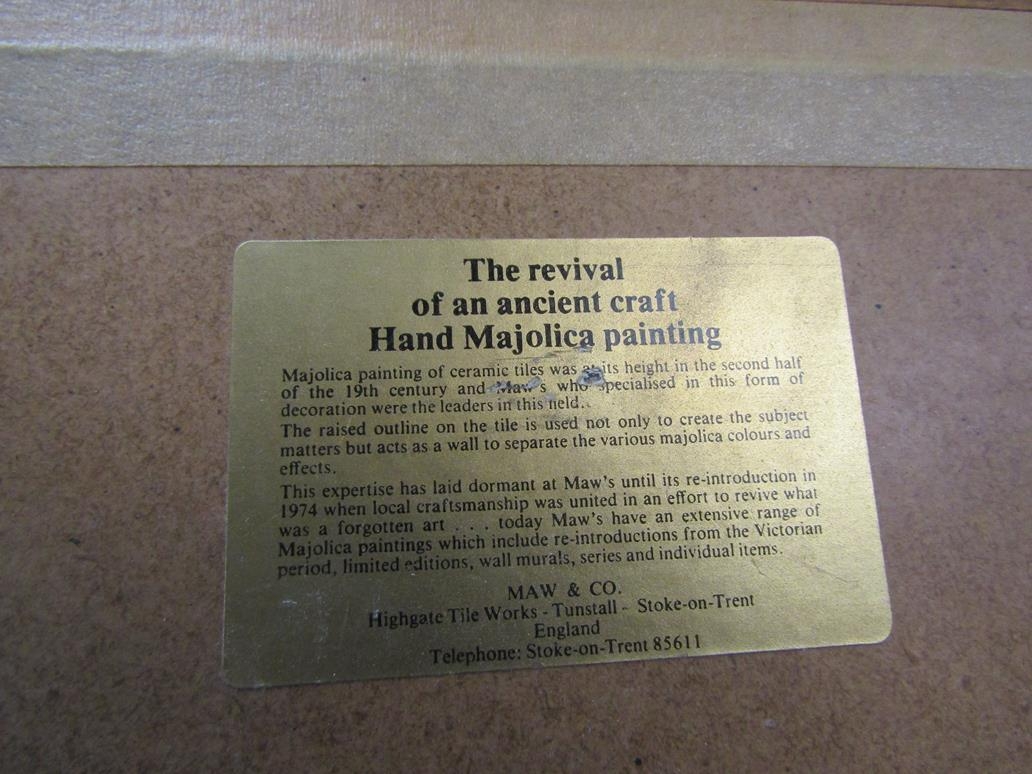 The revival
of an ancient craft
Hand Majolica painting
Majolica painting of ceramic tiles was at its height in the second half
of the 19th century and Maw's who specialised in this form of
decoration were the leaders in this field.
The raised outline on the tile is used not only to create the subject
matters but acts as a wall to separate the various majolica colours and
effects.
This expertise has laid dormant at Maw's until its re-introduction in
1974 when local craftsmanship was united in an effort to revive what
was a forgotten art . . . today Maw's have an extensive range of
Majolica paintings which include re-introductions from the Victorian
period, limited editions, wall murals, series and individual items.
MAW & CO.
Highgate Tile Works - Tunstall - Stoke-on-Trent
England
Telephone: Stoke-on-Trent 85611